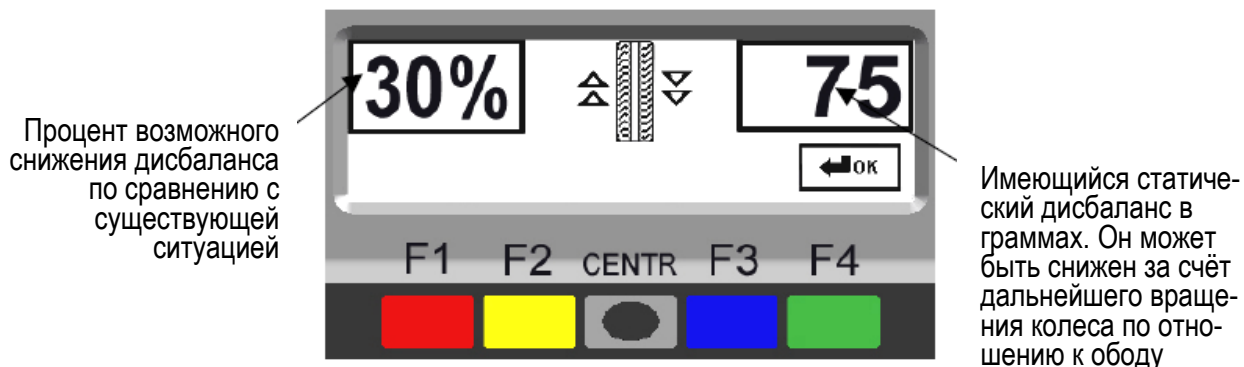 Процент возможного
снижения дисбаланса
по сравнению с
существующей
ситуацией
30%
75
OK
F1 F2 CENTR F3 F4
Имеющийся статиче-
ский дисбаланс в
граммах. Он может
быть снижен за счёт
дальнейшего враще-
ния колеса по отно-
шению к ободу